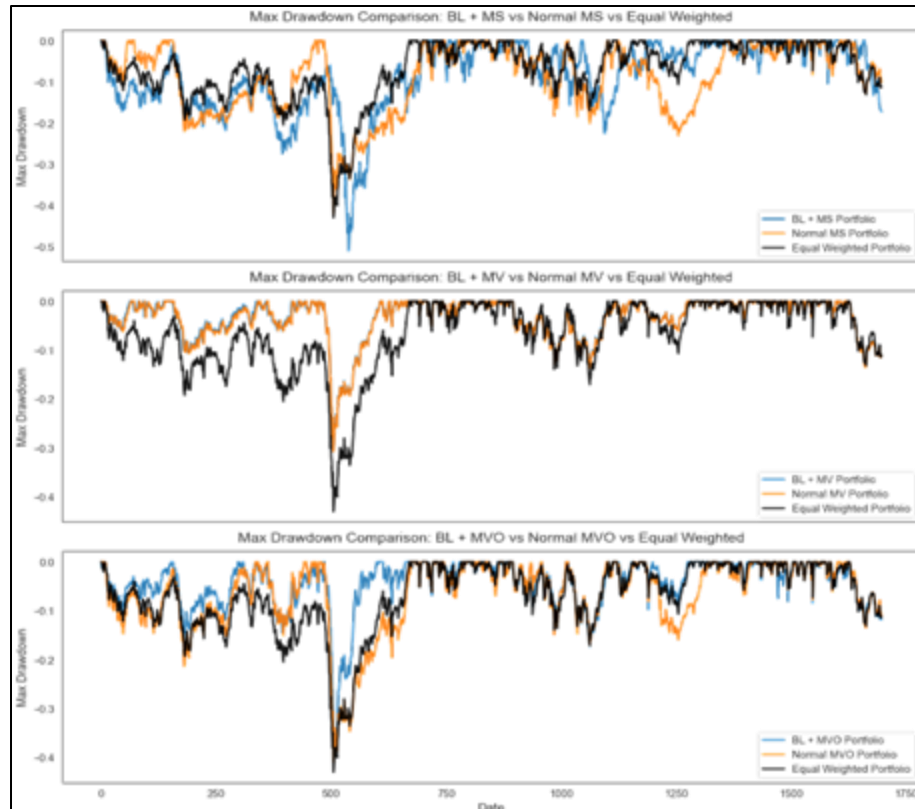 Max Drawdown Comparison: BL + MS vs Normal MS vs Equal Weighted
0.0
-0.1
-0.2
-0.3
-0.4
-0.5
Max Drawdown
BL + MS Portfolio
Normal MS Portfolio
Equal Weighted Portfolio
Max Drawdown Comparison: BL + MV vs Normal MV vs Equal Weighted
0.0
-0.1
-0.2
-0.3
-0.4
Max Drawdown
BL + MV Portfolio
Normal MV Portfolio
Equal Weighted Portfolio
Max Drawdown Comparison: BL + MVO vs Normal MVO vs Equal Weighted
0.0
-0.1
-0.2
-0.3
-0.4
Max Drawdown
BL + MVO Portfolio
Normal MVO Portfolio
Equal Weighted Portfolio
0 250 500 750 1000 1250 1500 1750
Date